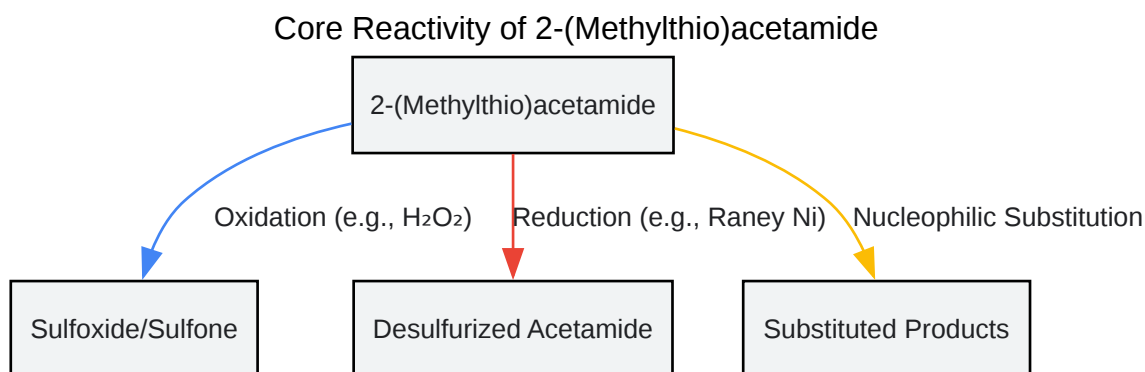 Core Reactivity of 2-(Methylthio)acetamide
2-(Methylthio)acetamide
Oxidation (e.g., H₂O₂)
Reduction (e.g., Raney Ni)
Nucleophilic Substitution
Sulfoxide/Sulfone
Desulfurized Acetamide
Substituted Products